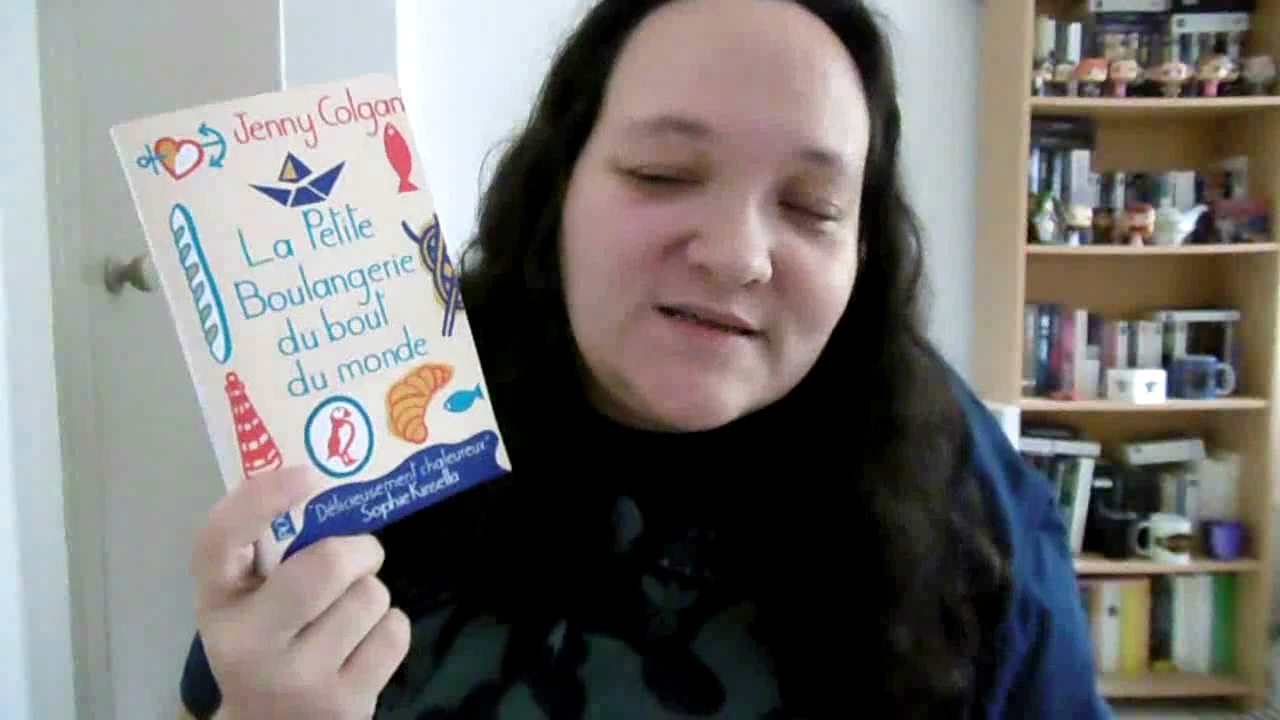 Jenny Colgan
La Petite
Boulangerie
du bout
du monde
"Délicieusement chaleureux"
Sophie Kinsella